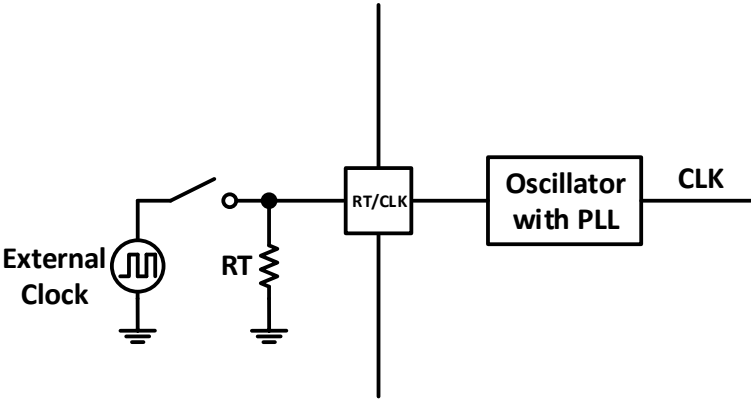 External
Clock
RT
RT/CLK
Oscillator
with PLL
CLK